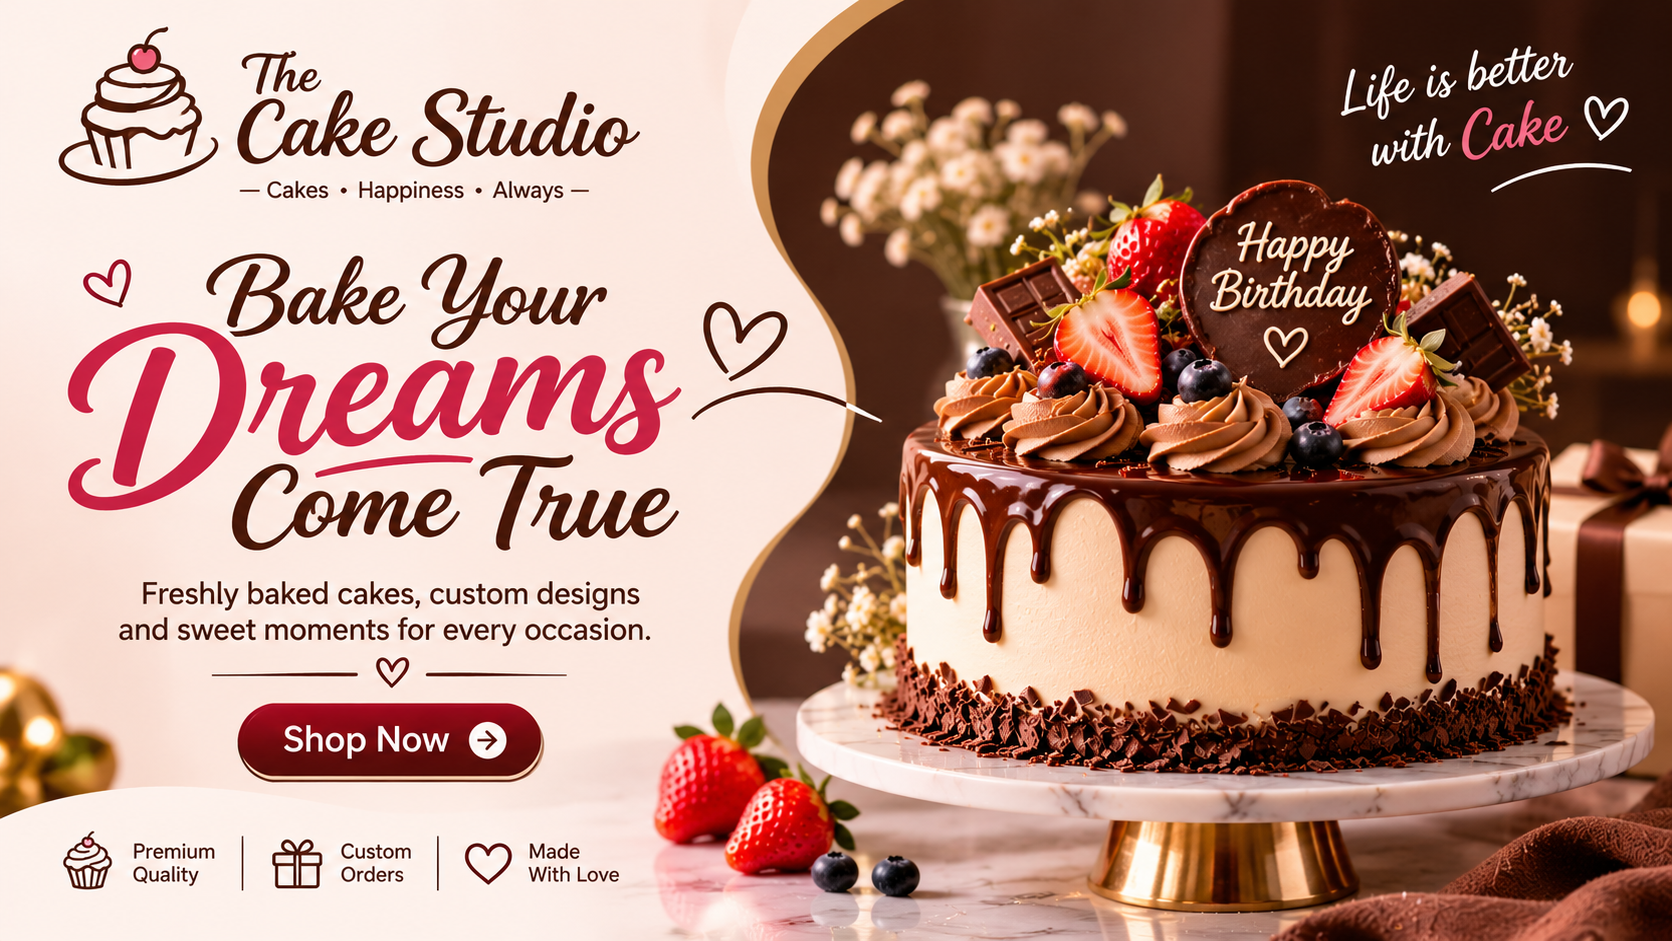 The
Cake Studio
— Cakes • Happiness • Always —
Bake Your
Dreams
Come True
Freshly baked cakes, custom designs
and sweet moments for every occasion.
Shop Now
Premium
Quality
Custom
Orders
Made
With Love
Life is better
with Cake
Happy
Birthday